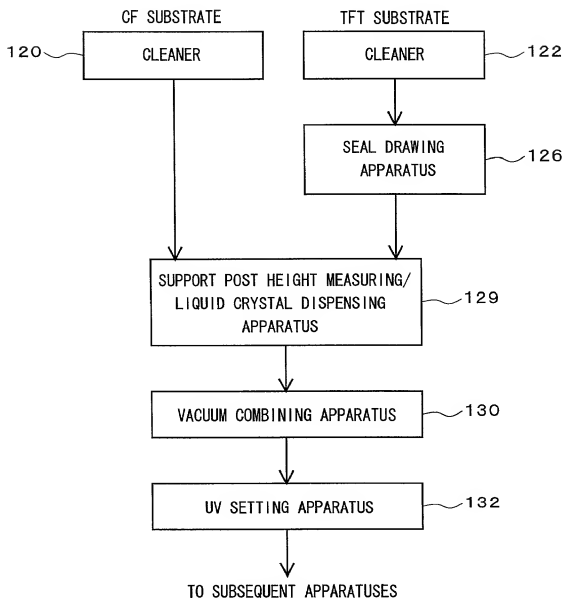 CF SUBSTRATE
TFT SUBSTRATE
120
CLEANER
CLEANER
122
SEAL DRAWING
APPARATUS
126
SUPPORT POST HEIGHT MEASURING/
LIQUID CRYSTAL DISPENSING
APPARATUS
129
VACUUM COMBINING APPARATUS
130
UV SETTING APPARATUS
132
TO SUBSEQUENT APPARATUSES